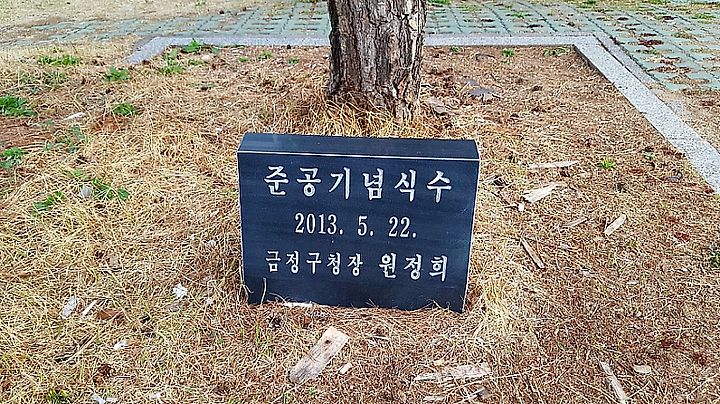 준공기념식수
2013. 5. 22.
금정구청장 원정희